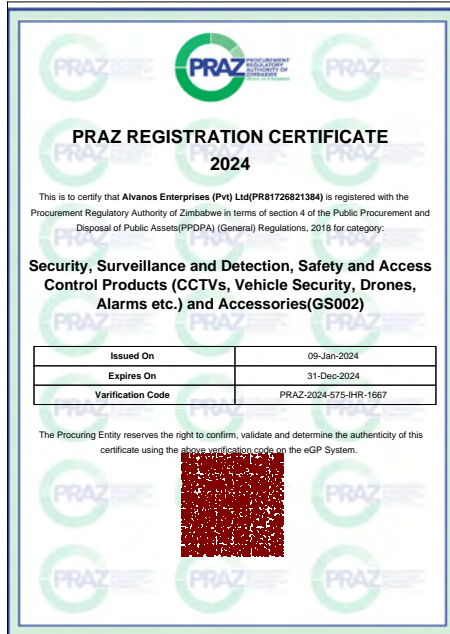 PRAZ
PROCUREMENT
REGULATORY
AUTHORITY OF
ZIMBABWE
PRAZ REGISTRATION CERTIFICATE
2024
This is to certify that Alvanos Enterprises (Pvt) Ltd(PR81726821384) is registered with the
Procurement Regulatory Authority of Zimbabwe in terms of section 4 of the Public Procurement and
Disposal of Public Assets(PPDPA) (General) Regulations, 2018 for category:
Security, Surveillance and Detection, Safety and Access
Control Products (CCTVs, Vehicle Security, Drones,
Alarms etc.) and Accessories(GS002)
Issued On 09-Jan-2024
Expires On 31-Dec-2024
Varification Code PRAZ-2024-575-IHR-1667
The Procuring Entity reserves the right to confirm, validate and determine the authenticity of this
certificate using the above verification code on the eGP System.